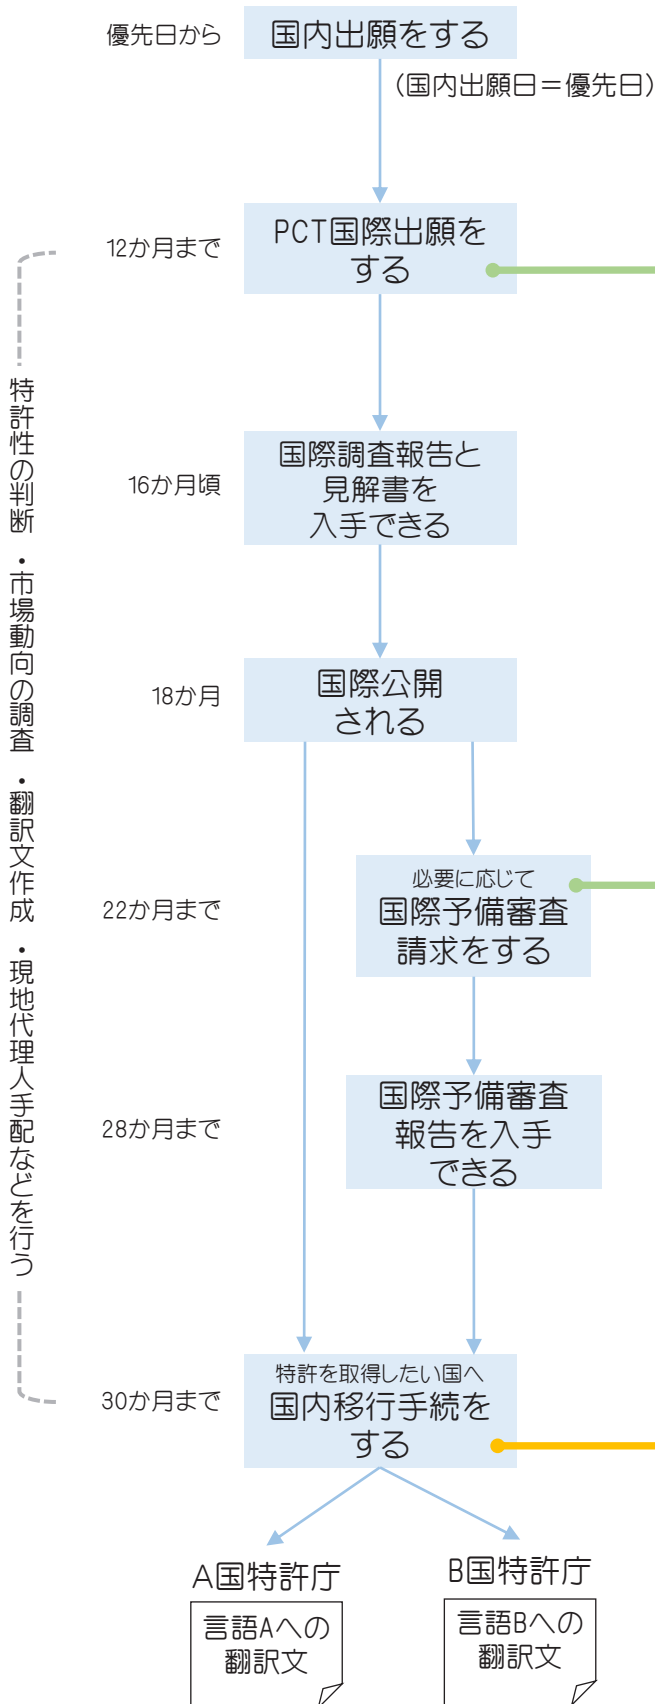 優先日から
国内出願をする
(国内出願日＝優先日)
12か月まで
PCT国際出願を
する
16か月頃
国際調査報告と
見解書を
入手できる
18か月
国際公開
される
22か月まで
必要に応じて
国際予備審査
請求をする
28か月まで
国際予備審査
報告を入手
できる
30か月まで
特許を取得したい国へ
国内移行手続を
する
特許性の判断・市場動向の調査・翻訳文作成・現地代理人手配などを行う
A国特許庁
言語Aへの
翻訳文
B国特許庁
言語Bへの
翻訳文